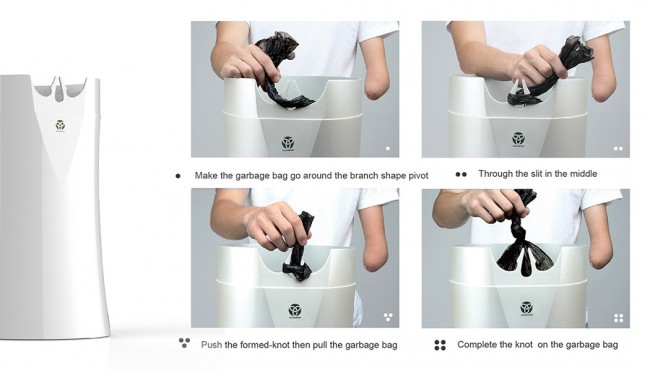 Make the garbage bag go around the branch shape pivot
Through the slit in the middle
Push the formed-knot then pull the garbage bag
Complete the knot  on the garbage bag